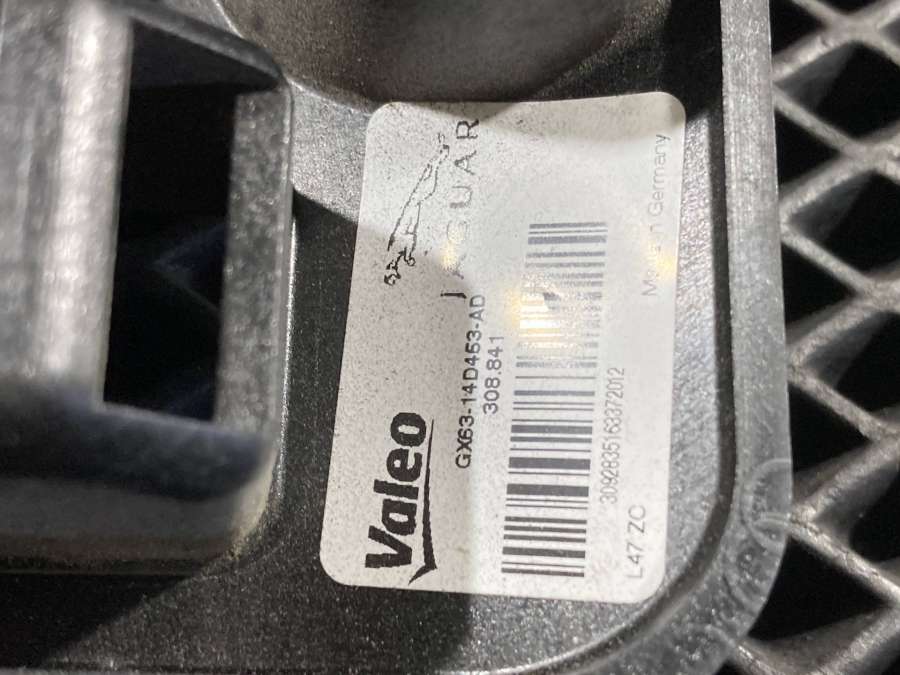 JAGUAR
Made in Germany
Valeo
GX63-14D453-AD
308.841
3092835163372012
L47 ZC